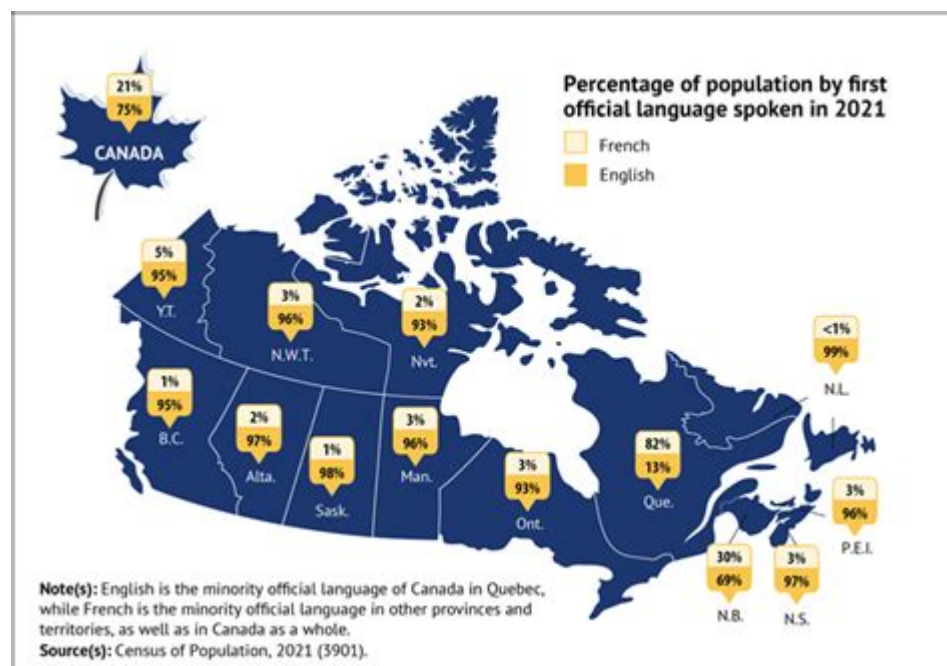 21%
75%
CANADA
Percentage of population by first
official language spoken in 2021
French
English
5%
95%
Y.T.
3%
96%
N.W.T.
2%
93%
Nvt.
<1%
99%
N.L.
1%
95%
B.C.
2%
97%
Alta.
1%
98%
Sask.
3%
96%
Man.
3%
93%
Ont.
82%
13%
Que.
3%
96%
P.E.I.
30%
69%
N.B.
3%
97%
N.S.
Note(s): English is the minority official language of Canada in Quebec,
while French is the minority official language in other provinces and
territories, as well as in Canada as a whole.
Source(s): Census of Population, 2021 (3901).